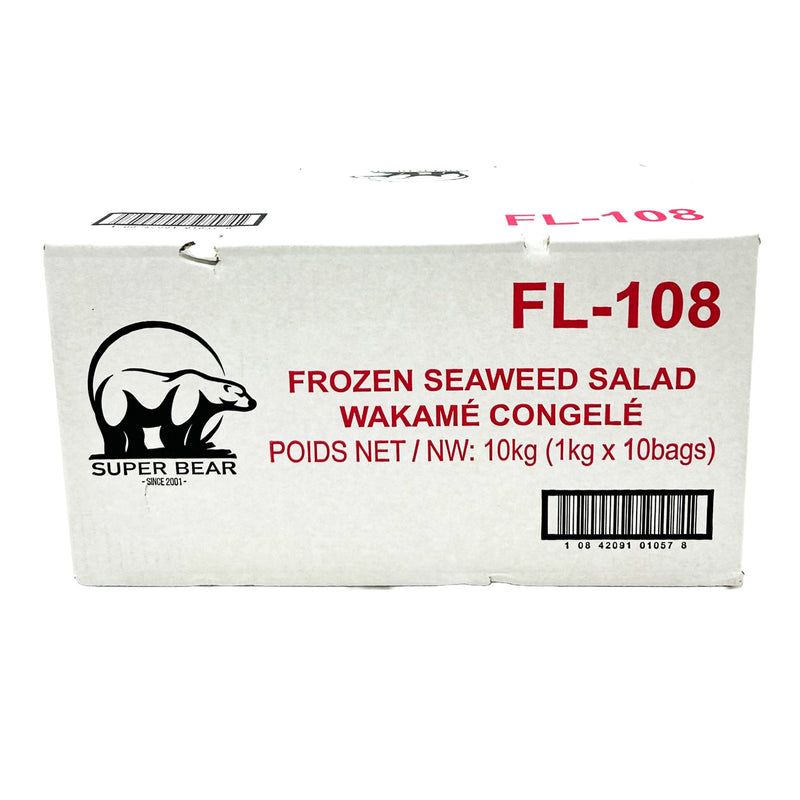 FL-108
FL-108
FROZEN SEAWEED SALAD
WAKAMÉ CONGELÉ
POIDS NET / NW: 10kg (1kg x 10bags)
SUPER BEAR
- SINCE 2001 -
1 08 42091 01057 8